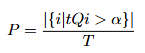 P = |{i|tQi > α}| / T